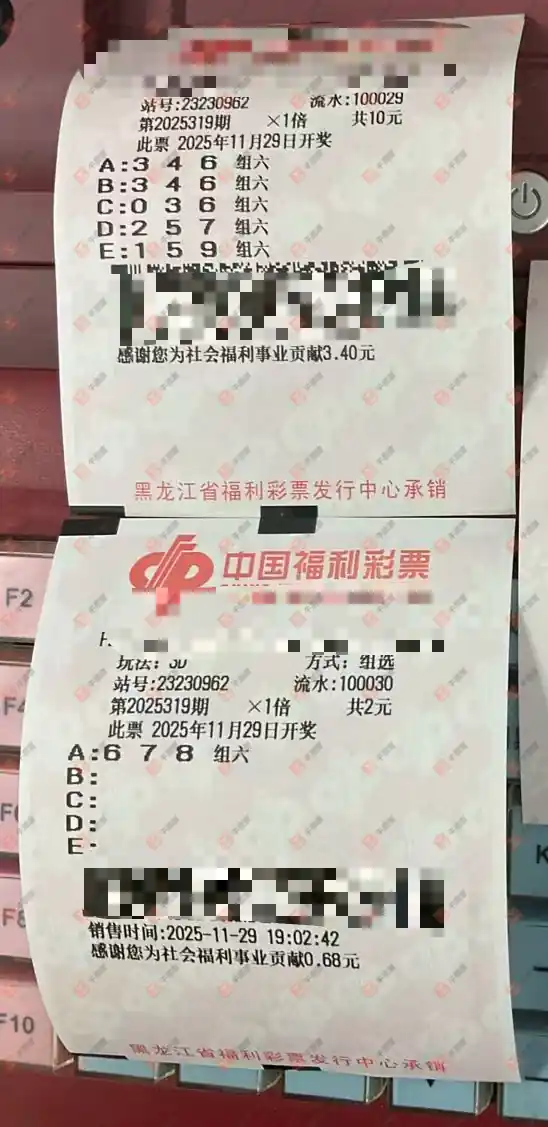 站号:23230962 流水:100029
第2025319期 ×1倍 共10元
此票 2025年11月29日开奖
A:3 4 6 组六
B:3 4 6 组六
C:0 3 6 组六
D:2 5 7 组六
E:1 5 9 组六
感谢您为社会福利事业贡献3.40元
黑龙江省福利彩票发行中心承销
中国福利彩票
玩法: 3D 方式: 组选
站号:23230962 流水:100030
第2025319期 ×1倍 共2元
此票 2025年11月29日开奖
A:6 7 8 组六
B:
C:
D:
E:
销售时间:2025-11-29 19:02:42
感谢您为社会福利事业贡献0.68元
黑龙江省福利彩票发行中心承销
F2
F8
F10
K